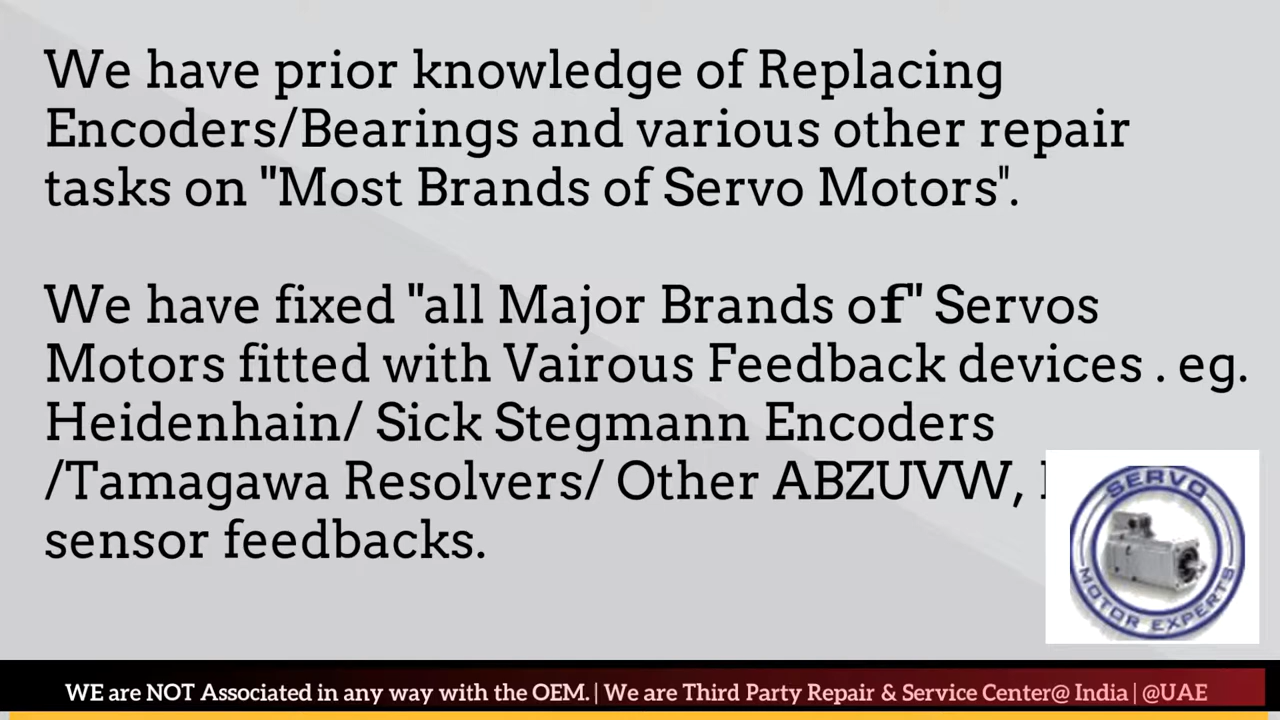 We have prior knowledge of Replacing
Encoders/Bearings and various other repair
tasks on "Most Brands of Servo Motors".
We have fixed "all Major Brands of" Servos
Motors fitted with Vairous Feedback devices . eg.
Heidenhain/ Sick Stegmann Encoders
/Tamagawa Resolvers/ Other ABZUVW,
sensor feedbacks.
SERVO
MOTOR EXPERTS
WE are NOT Associated in any way with the OEM. | We are Third Party Repair & Service Center@ India | @UAE